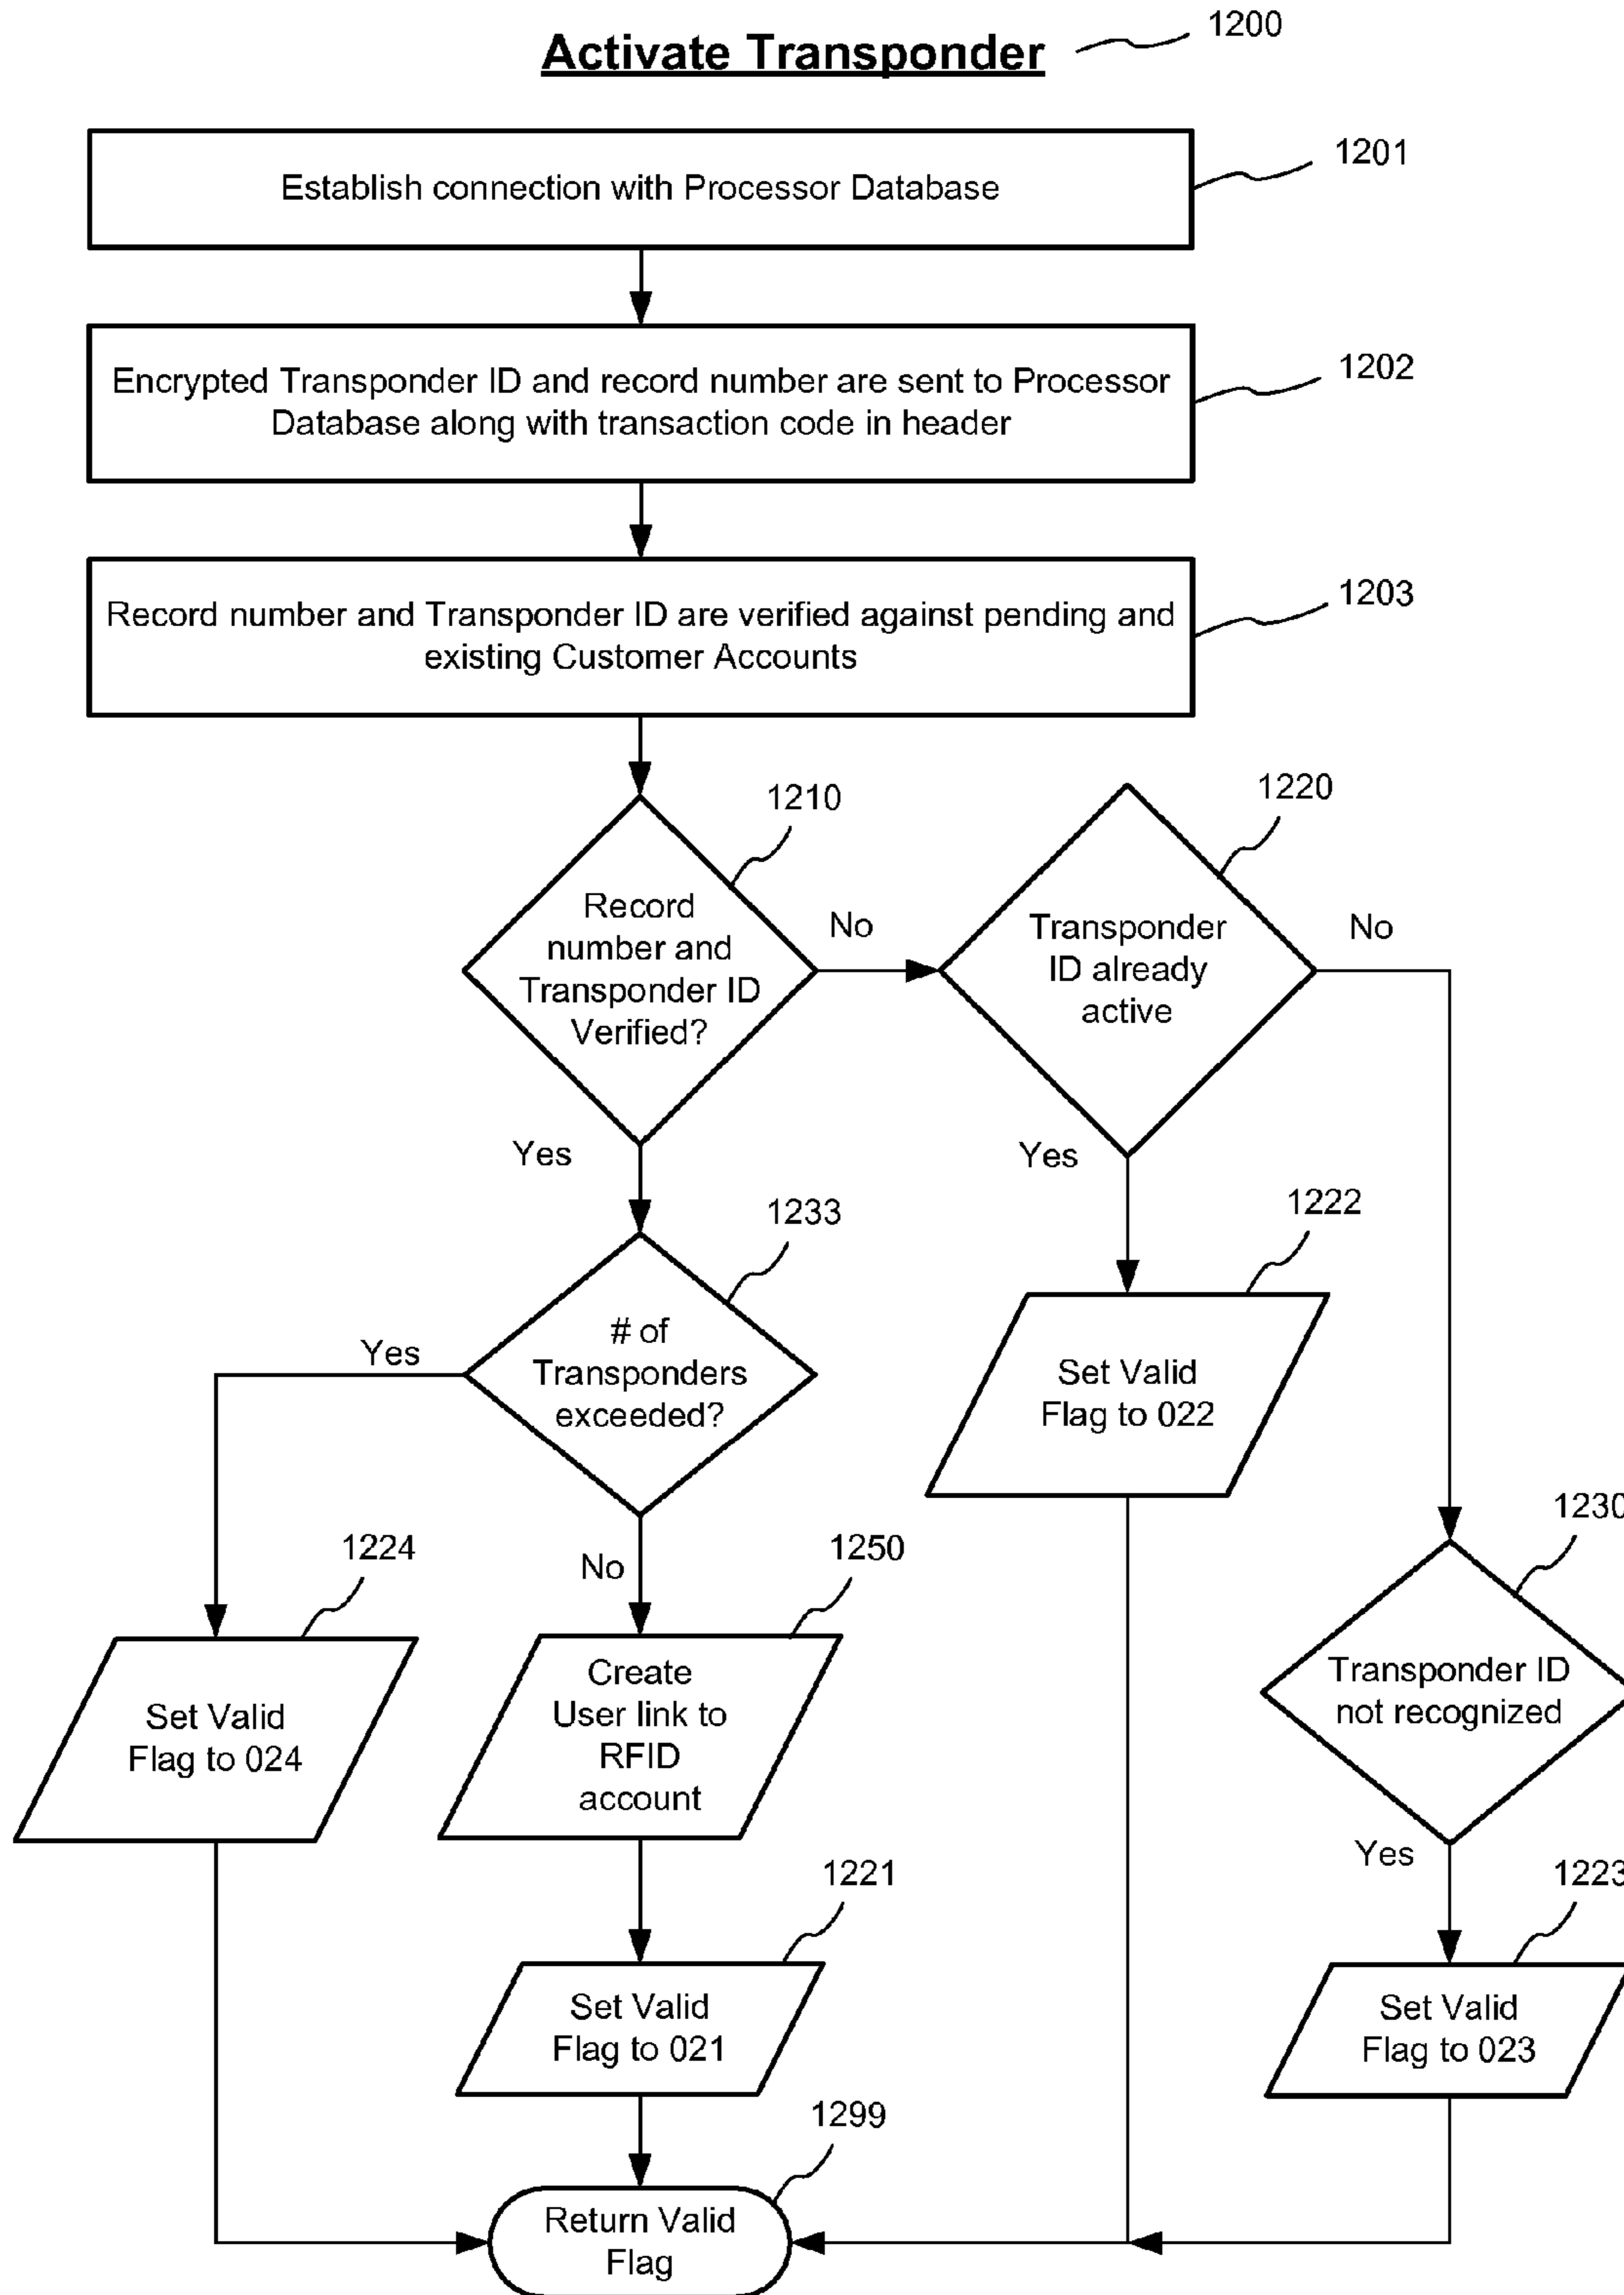 Activate Transponder
1200
Establish connection with Processor Database
1201
Encrypted Transponder ID and record number are sent to Processor
Database along with transaction code in header
1202
Record number and Transponder ID are verified against pending and
existing Customer Accounts
1203
1210
Record
number and
Transponder ID
Verified?
No
1220
Transponder
ID already
active
No
Yes
Yes
1233
# of
Transponders
exceeded?
Yes
No
1222
Set Valid
Flag to 022
1230
Transponder ID
not recognized
Yes
1224
Set Valid
Flag to 024
1250
Create
User link to
RFID
account
1221
Set Valid
Flag to 021
1223
Set Valid
Flag to 023
1299
Return Valid
Flag